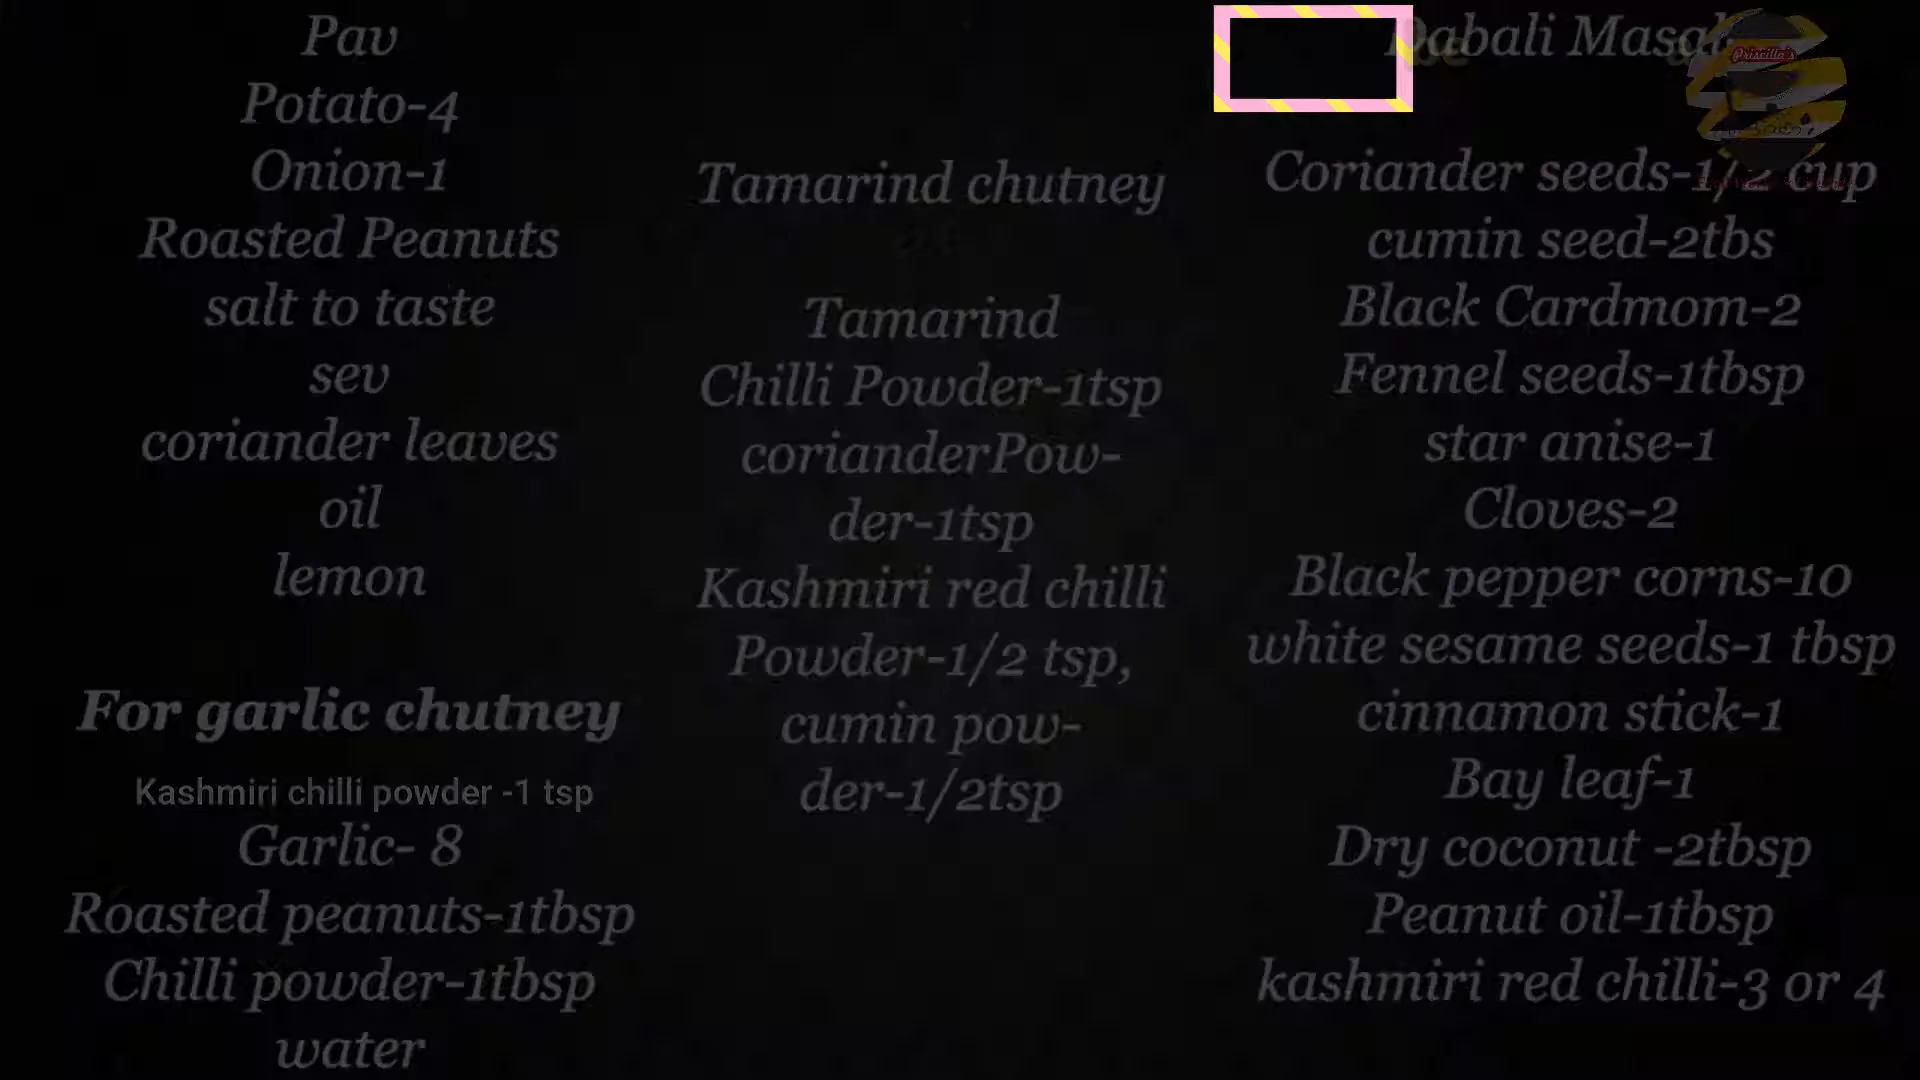 Pav
Potato-4
Onion-1
Roasted Peanuts
salt to taste
sev
coriander leaves
oil
lemon
For garlic chutney
Kashmiri chilli powder -1 tsp
Garlic- 8
Roasted peanuts-1tbsp
Chilli powder-1tbsp
water
Tamarind chutney
Tamarind
Chilli Powder-1tsp
corianderPow-
der-1tsp
Kashmiri red chilli
Powder-1/2 tsp,
cumin pow-
der-1/2tsp
Dabali Masal
Priscilla's
Coriander seeds-1/2 cup
cumin seed-2tbs
Black Cardmom-2
Fennel seeds-1tbsp
star anise-1
Cloves-2
Black pepper corns-10
white sesame seeds-1 tbsp
cinnamon stick-1
Bay leaf-1
Dry coconut -2tbsp
Peanut oil-1tbsp
kashmiri red chilli-3 or 4